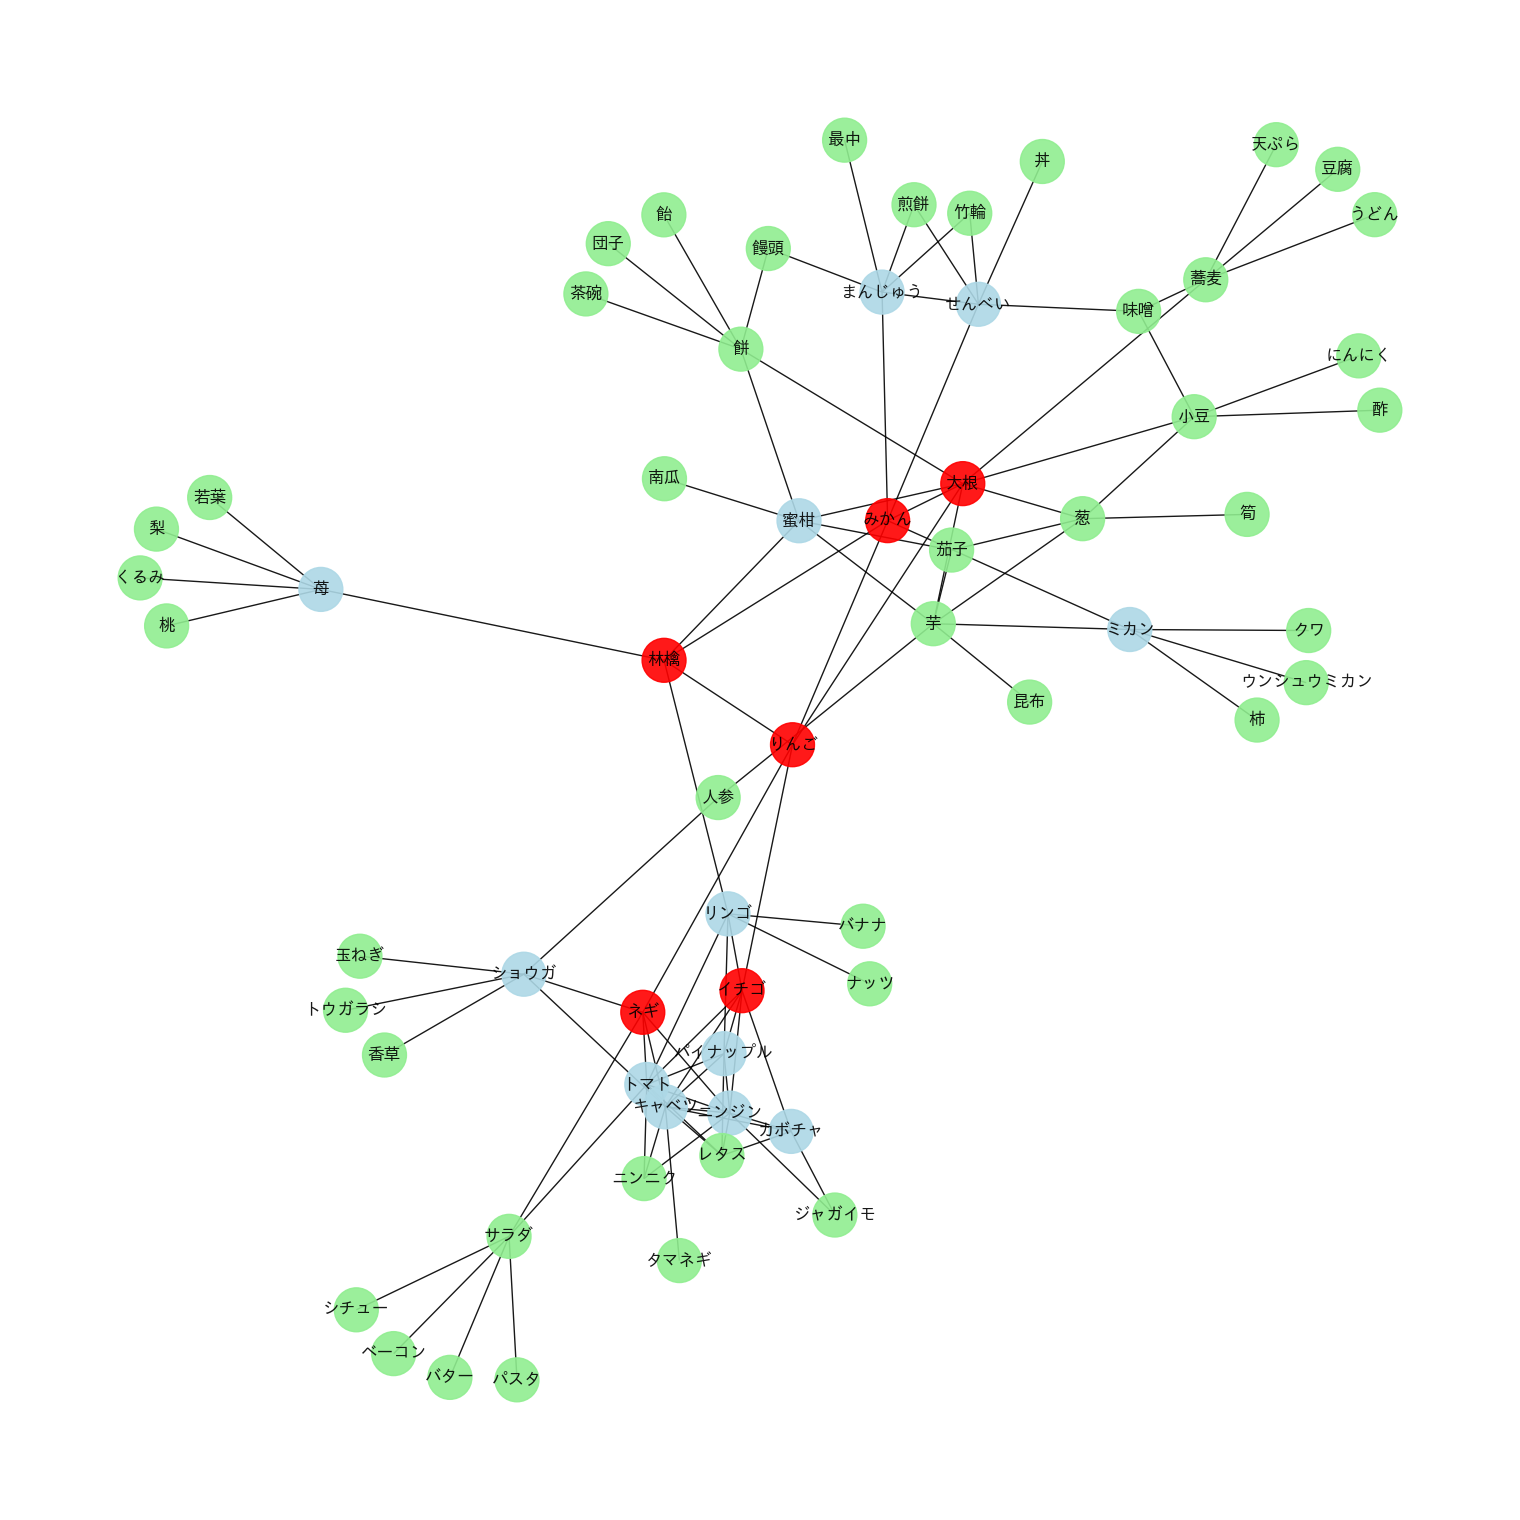 最中
天ぷら
丼
豆腐
煎餅
竹輪
飴
うどん
団子
饅頭
蕎麦
茶碗
まんじゅう
せんべい
味噌
餅
にんにく
酢
小豆
南瓜
大根
若葉
蜜柑
みかん
葱
筍
梨
茄子
くるみ
苺
桃
芋
ミカン
クワ
林檎
ウンシュウミカン
昆布
柿
りんご
人参
リンゴ
バナナ
玉ねぎ
ショウガ
ナッツ
イチゴ
トウガラシ
ネギ
香草
パイナップル
トマト
キャベツ
ニンジン
カボチャ
レタス
ニンニク
ジャガイモ
サラダ
タマネギ
シチュー
ベーコン
バター
パスタ